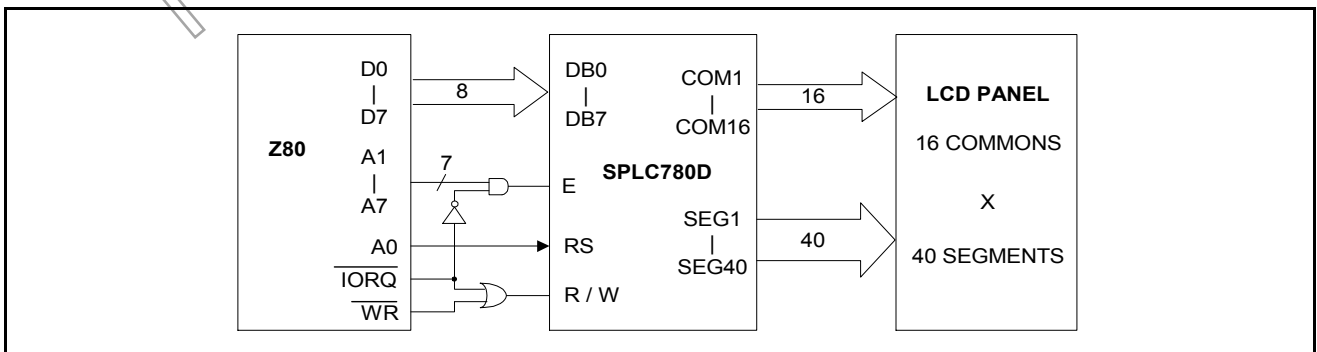 Z80
D0
|
D7
A1
|
A7
A0
IORQ
WR
8
7
DB0
|
DB7
E
RS
R / W
SPLC780D
COM1
|
COM16
SEG1
|
SEG40
16
40
LCD PANEL
16 COMMONS
X
40 SEGMENTS